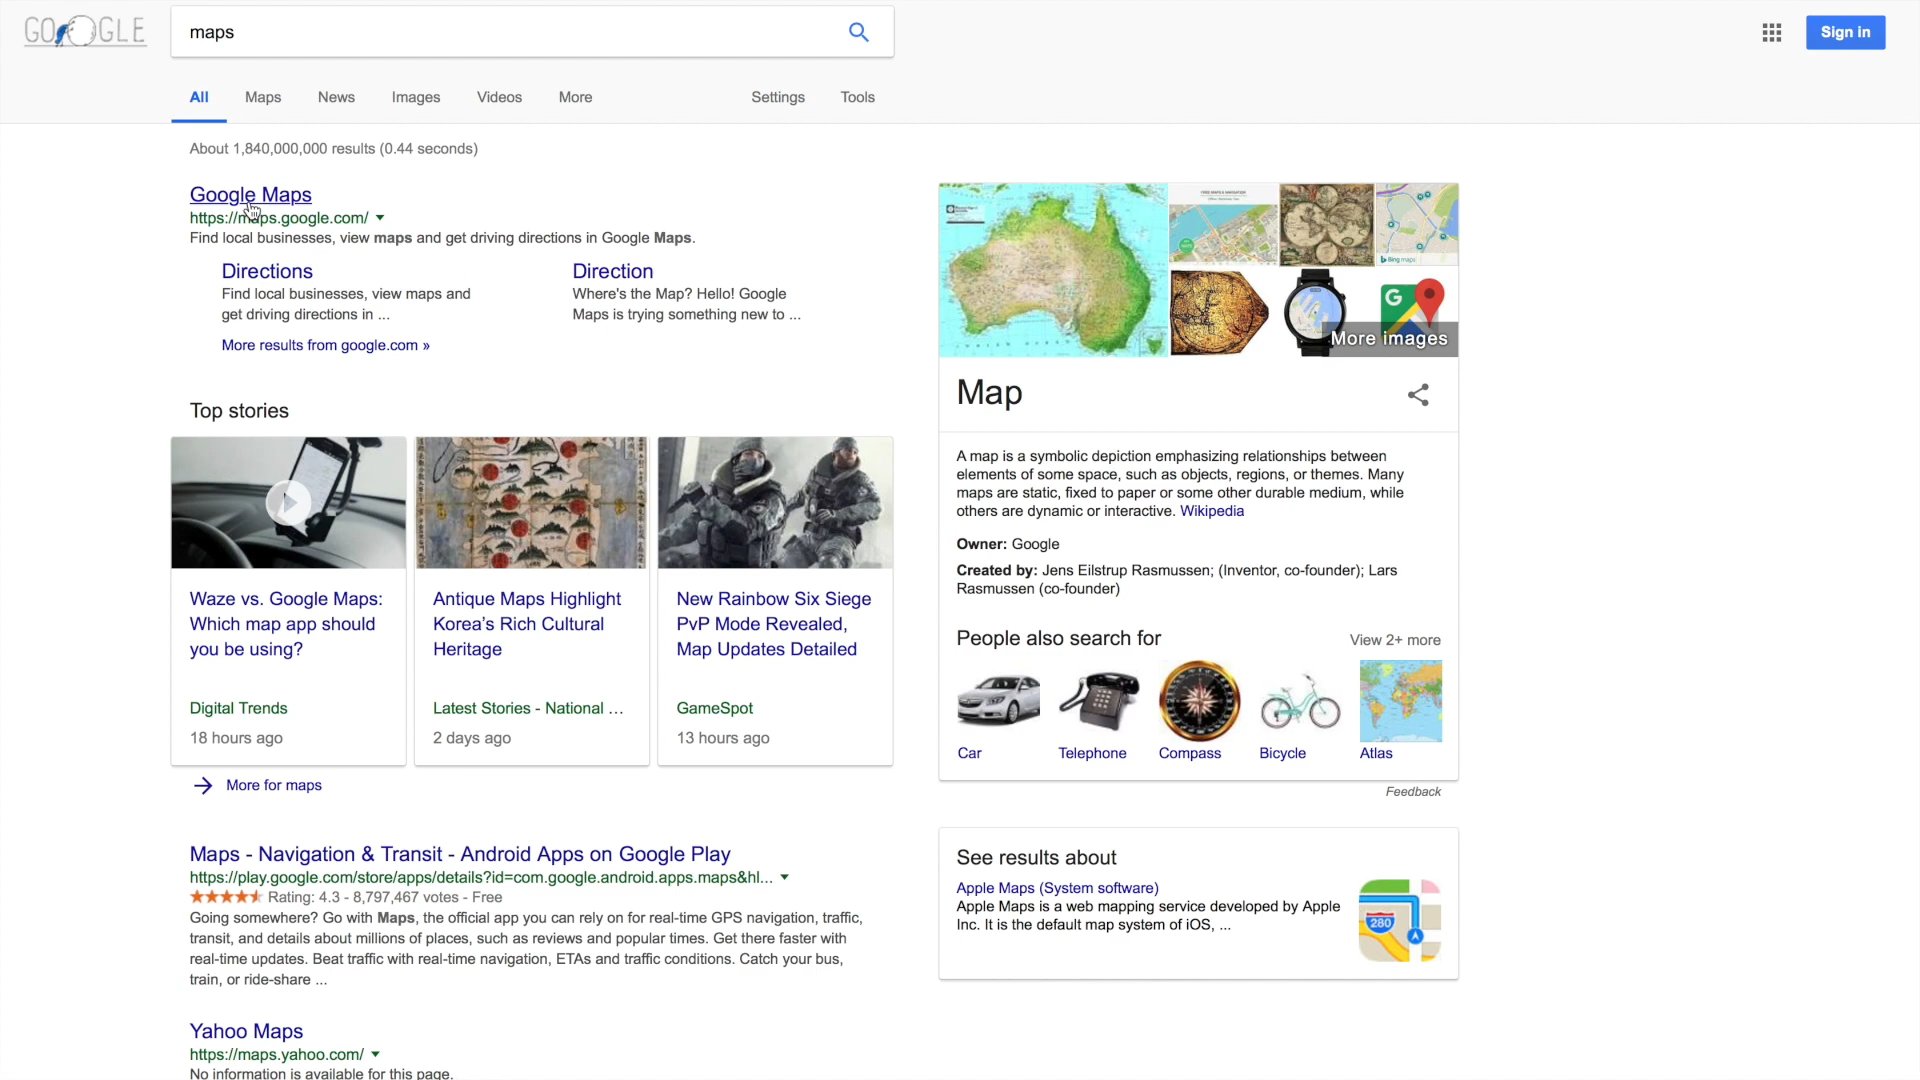 GOOGLE
maps
Sign in
All
Maps
News
Images
Videos
More
Settings
Tools
About 1,840,000,000 results (0.44 seconds)
Google Maps
https://maps.google.com/
Find local businesses, view maps and get driving directions in Google Maps.
Directions
Find local businesses, view maps and
get driving directions in ...
Direction
Where's the Map? Hello! Google
Maps is trying something new to ...
More results from google.com »
Top stories
Waze vs. Google Maps:
Which map app should
you be using?
Digital Trends
18 hours ago
Antique Maps Highlight
Korea's Rich Cultural
Heritage
Latest Stories - National ...
2 days ago
New Rainbow Six Siege
PvP Mode Revealed,
Map Updates Detailed
GameSpot
13 hours ago
More for maps
Maps - Navigation & Transit - Android Apps on Google Play
https://play.google.com/store/apps/details?id=com.google.android.apps.maps&hl...
Rating: 4.3 - 8,797,467 votes - Free
Going somewhere? Go with Maps, the official app you can rely on for real-time GPS navigation, traffic,
transit, and details about millions of places, such as reviews and popular times. Get there faster with
real-time updates. Beat traffic with real-time navigation, ETAs and traffic conditions. Catch your bus,
train, or ride-share ...
Yahoo Maps
https://maps.yahoo.com/
No information is available for this page.
Bing maps
G
More images
Map
A map is a symbolic depiction emphasizing relationships between
elements of some space, such as objects, regions, or themes. Many
maps are static, fixed to paper or some other durable medium, while
others are dynamic or interactive. Wikipedia
Owner: Google
Created by: Jens Eilstrup Rasmussen; (Inventor, co-founder); Lars
Rasmussen (co-founder)
People also search for
View 2+ more
Car
Telephone
Compass
Bicycle
Atlas
Feedback
See results about
Apple Maps (System software)
Apple Maps is a web mapping service developed by Apple
Inc. It is the default map system of iOS, ...
280